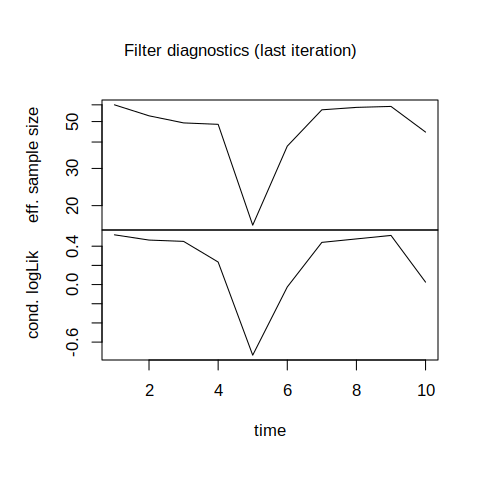 Filter diagnostics (last iteration)
eff. sample size
50
30
20
cond. logLik
0.4
0.0
-0.6
2 4 6 8 10
time